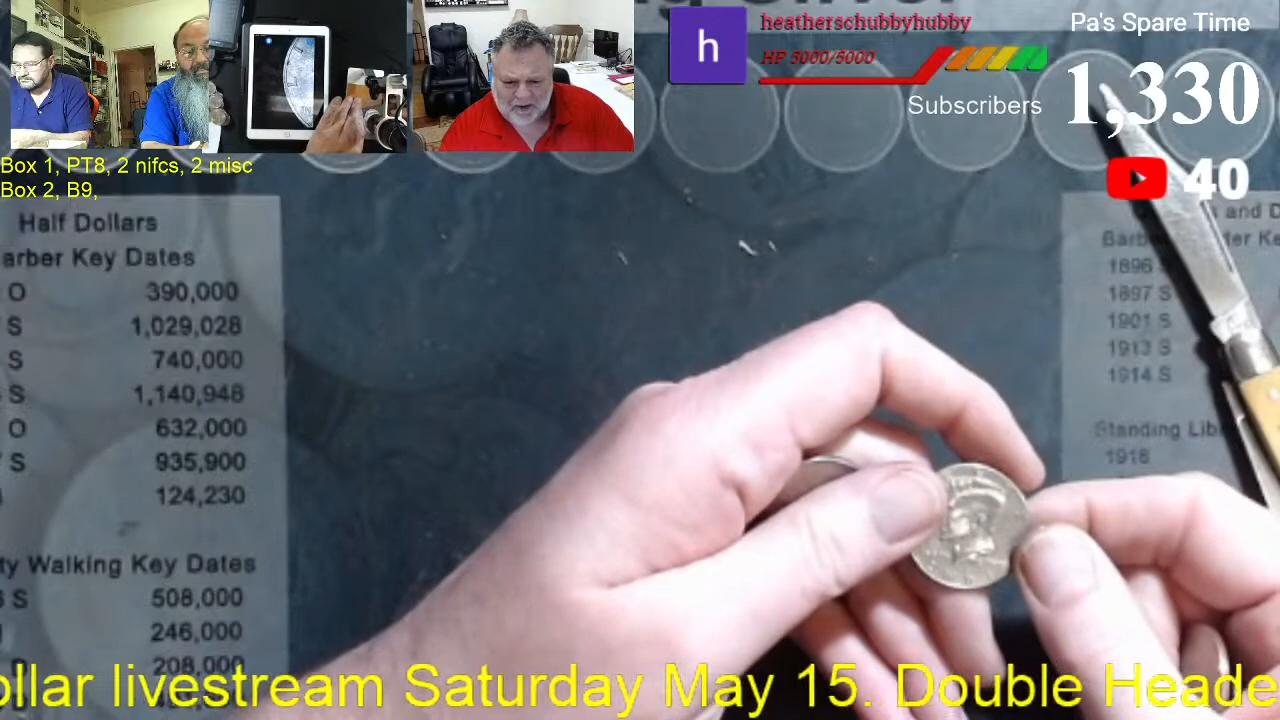 h
heatherschubbyhubby
HP 3000/5000
Pa's Spare Time
Subscribers 1,330
40
Box 1, PT8, 2 nifcs, 2 misc
Box 2, B9,
Half Dollars
arber Key Dates
O 390,000
S 1,029,028
S 740,000
S 1,140,948
O 632,000
S 935,900
124,230
ty Walking Key Dates
S 508,000
246,000
D 208,000
and D
1896
1897 S
1901 S
1913 S
1914 S
Standing Lib
1916
ollar livestream Saturday May 15. Double Heade